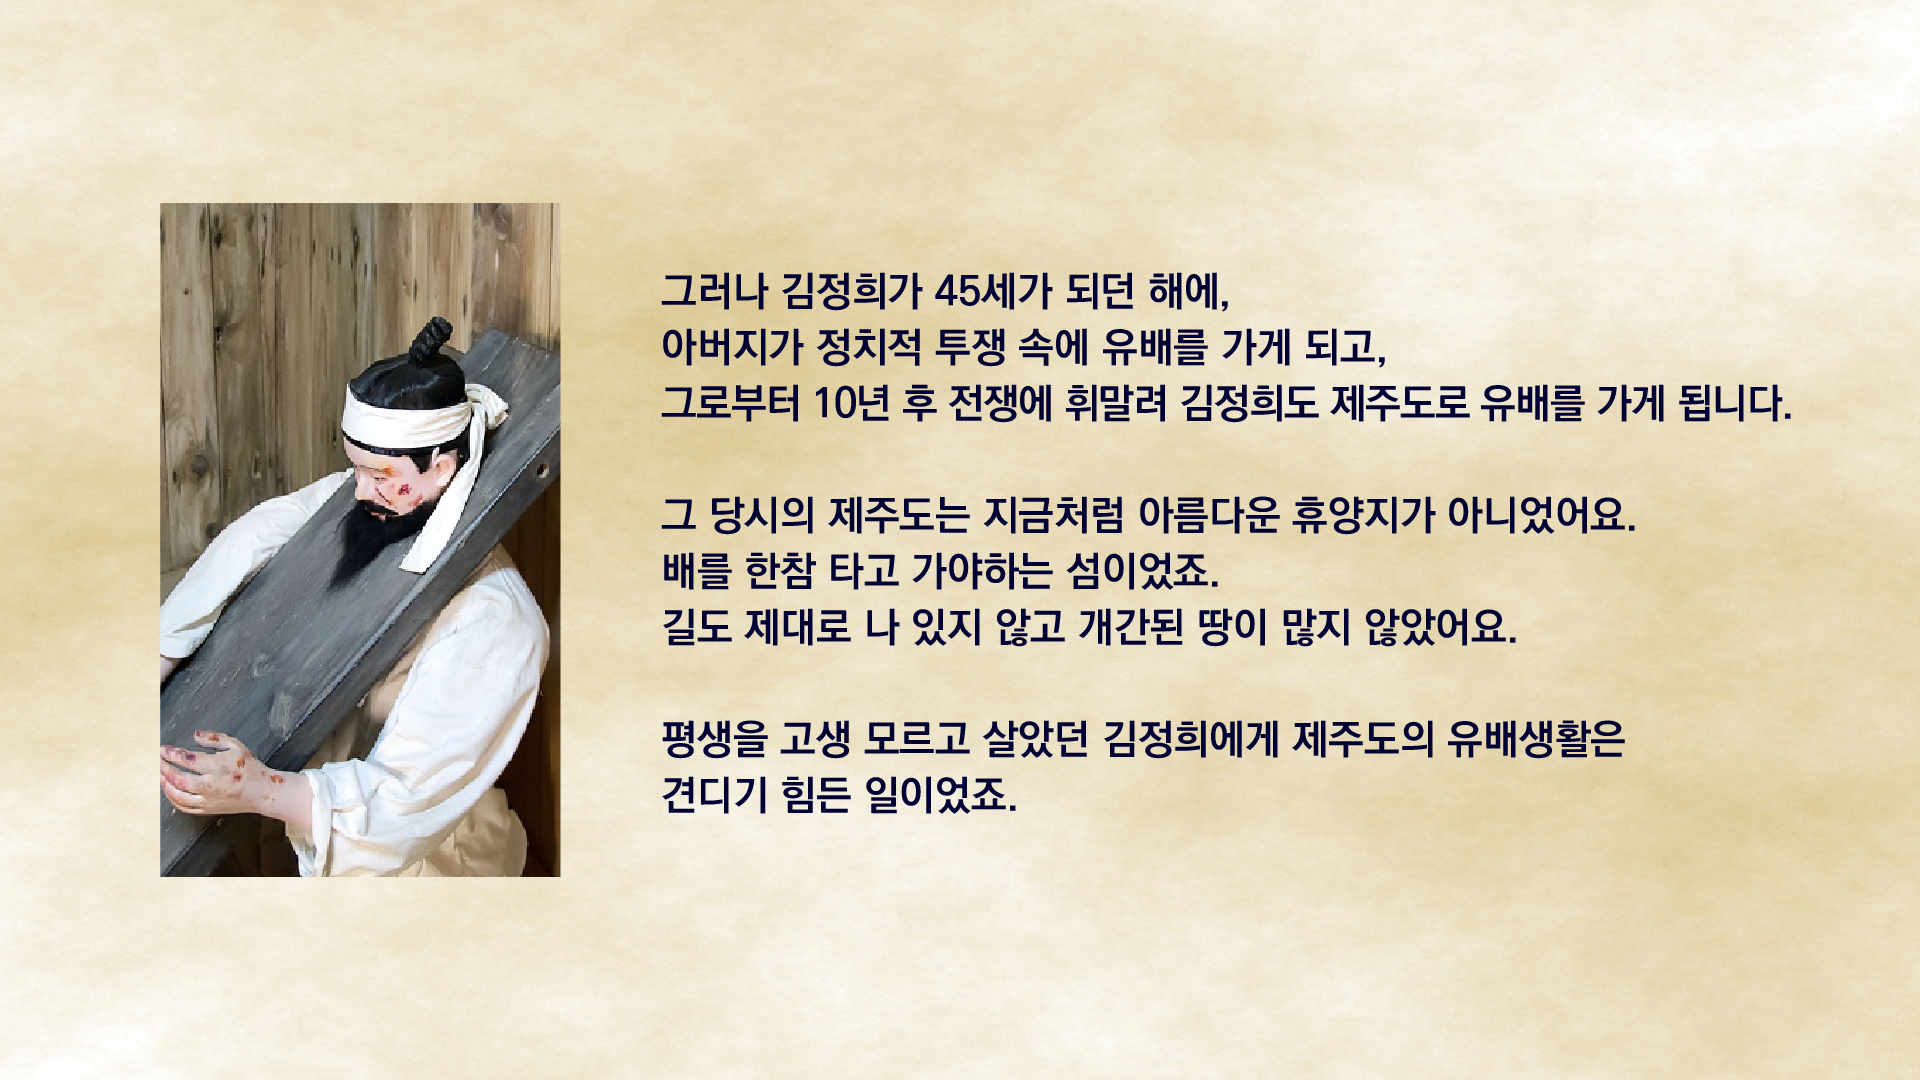 그러나 김정희가 45세가 되던 해에,
아버지가 정치적 투쟁 속에 유배를 가게 되고,
그로부터 10년 후 전쟁에 휘말려 김정희도 제주도로 유배를 가게 됩니다.
그 당시의 제주도는 지금처럼 아름다운 휴양지가 아니었어요.
배를 한참 타고 가야하는 섬이었죠.
길도 제대로 나 있지 않고 개간된 땅이 많지 않았어요.
평생을 고생 모르고 살았던 김정희에게 제주도의 유배생활은
견디기 힘든 일이었죠.